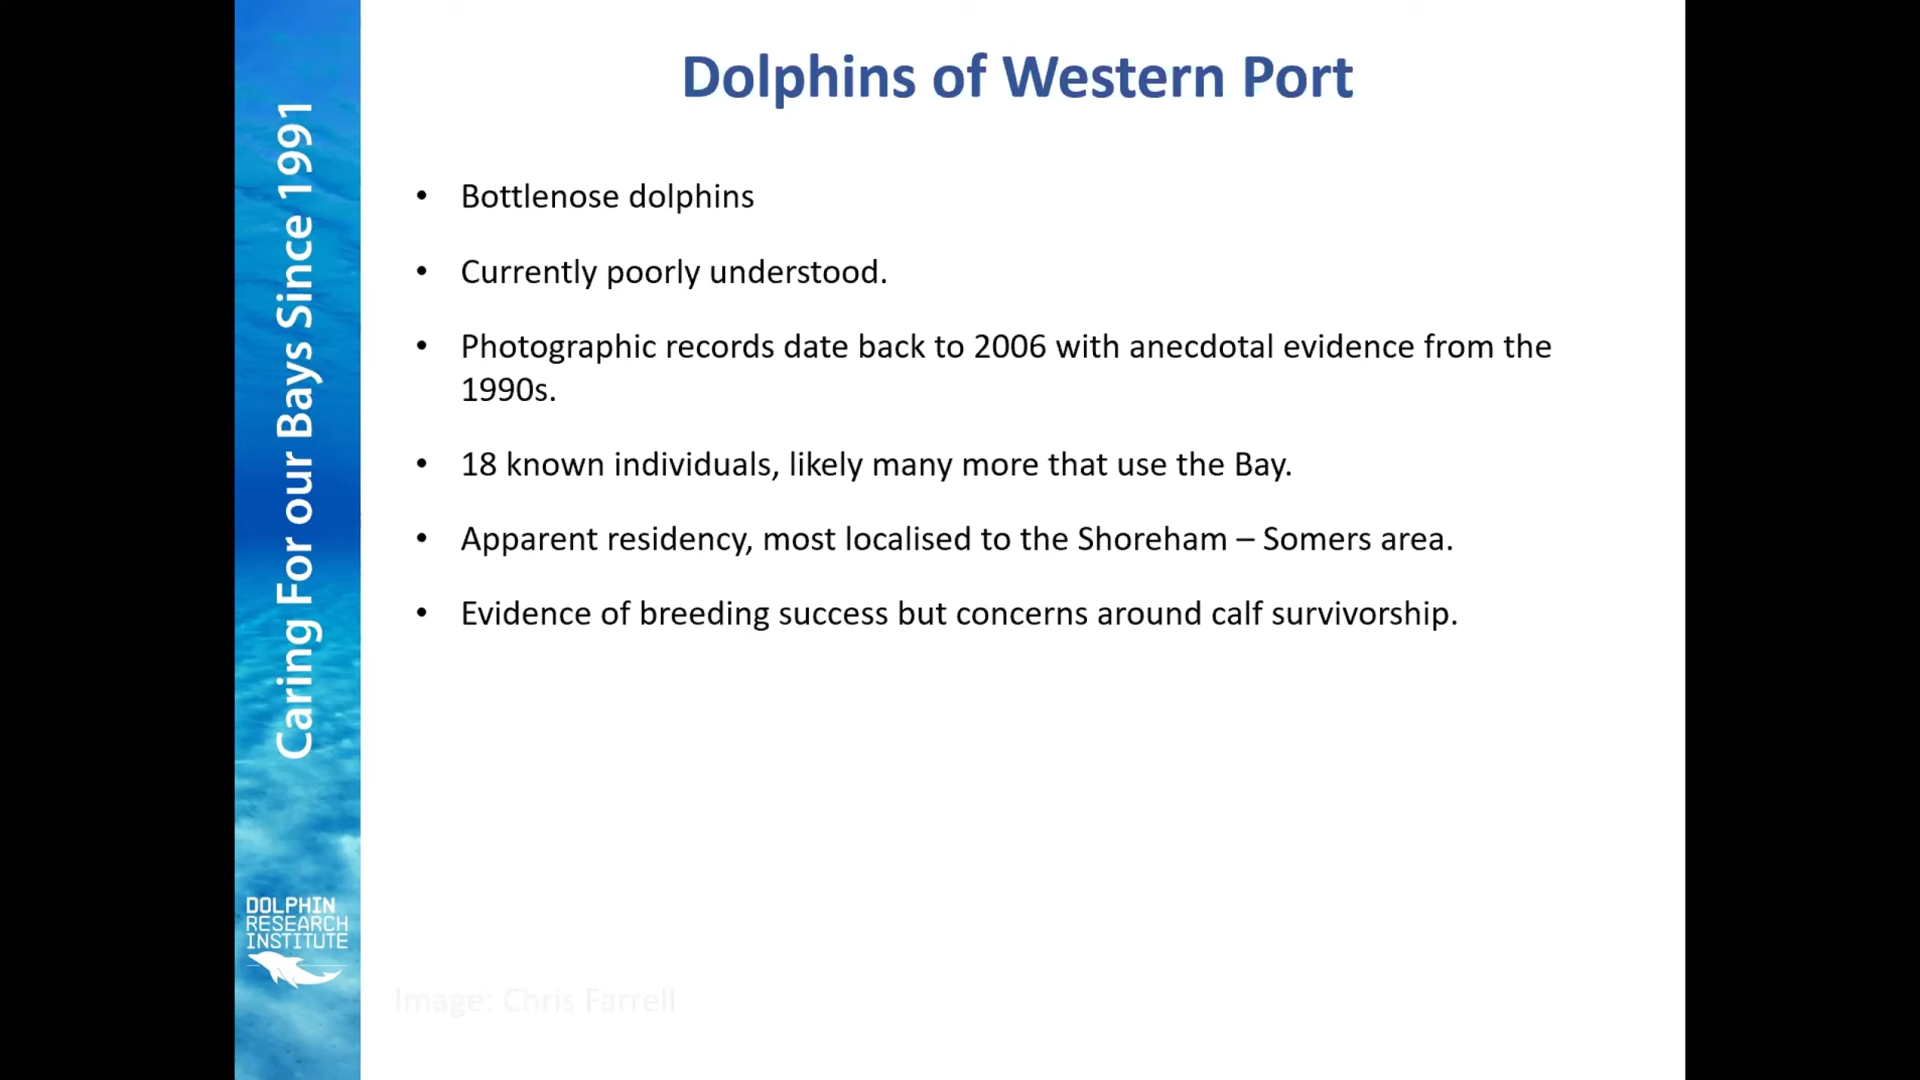 Dolphins of Western Port
• Bottlenose dolphins
• Currently poorly understood.
• Photographic records date back to 2006 with anecdotal evidence from the
1990s.
• 18 known individuals, likely many more that use the Bay.
• Apparent residency, most localised to the Shoreham – Somers area.
• Evidence of breeding success but concerns around calf survivorship.
Caring For our Bays Since 1991
DOLPHIN
RESEARCH
INSTITUTE
Image: Chris Farrell